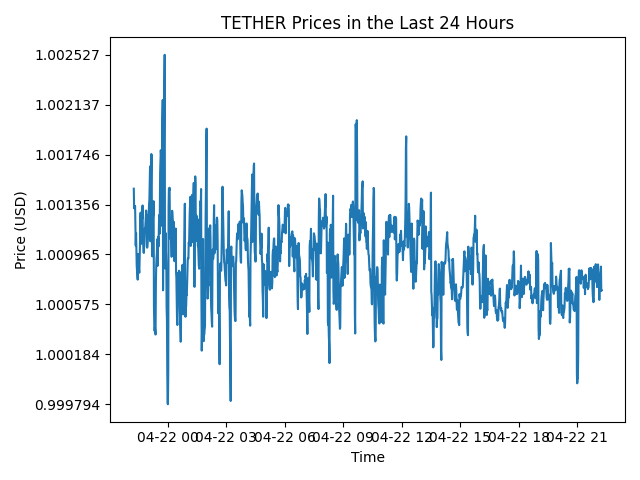 TETHER Prices in the Last 24 Hours
1.002527
1.002137
1.001746
1.001356
1.000965
1.000575
1.000184
0.999794
Price (USD)
04-22 00 04-22 03 04-22 06 04-22 09 04-22 12 04-22 15 04-22 18 04-22 21
Time